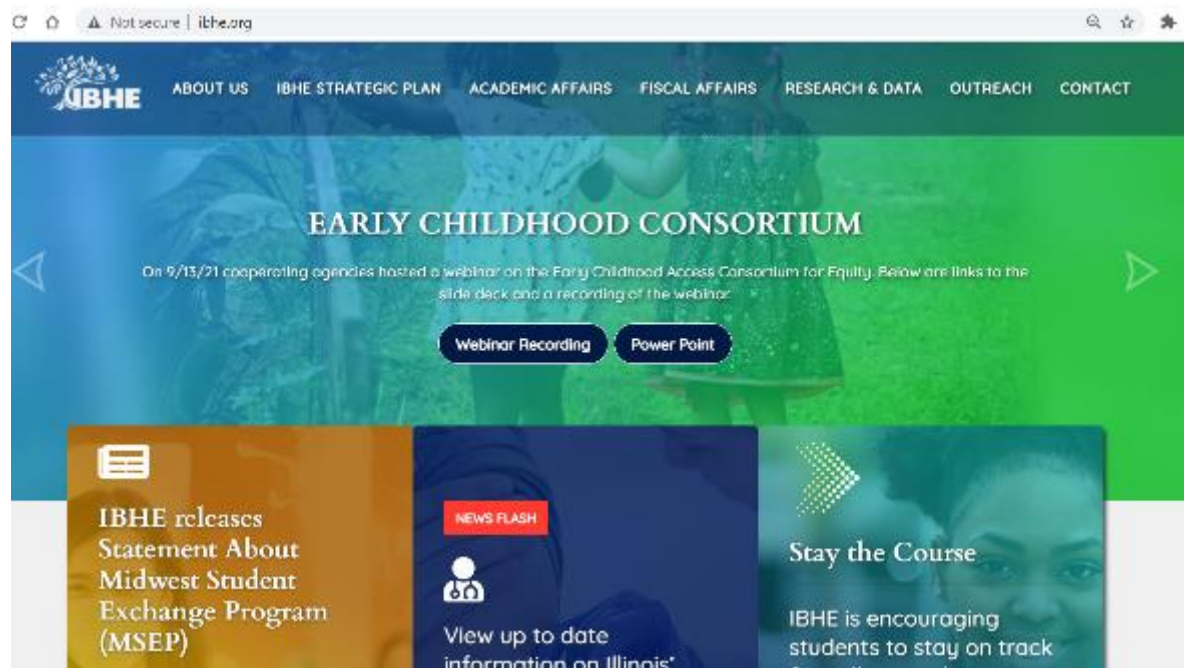 Not secure | ibhe.org
IBHE
ABOUT US IBHE STRATEGIC PLAN ACADEMIC AFFAIRS FISCAL AFFAIRS RESEARCH & DATA OUTREACH CONTACT
EARLY CHILDHOOD CONSORTIUM
On 9/13/21 cooperating agencies hosted a webinar on the Early Childhood Access Consortium for Equity. Below are links to the
slide deck and a recording of the webinar.
Webinar Recording Power Point
IBHE releases
Statement About
Midwest Student
Exchange Program
(MSEP)
NEWS FLASH
View up to date
information on Illinois'
Stay the Course
IBHE is encouraging
students to stay on track